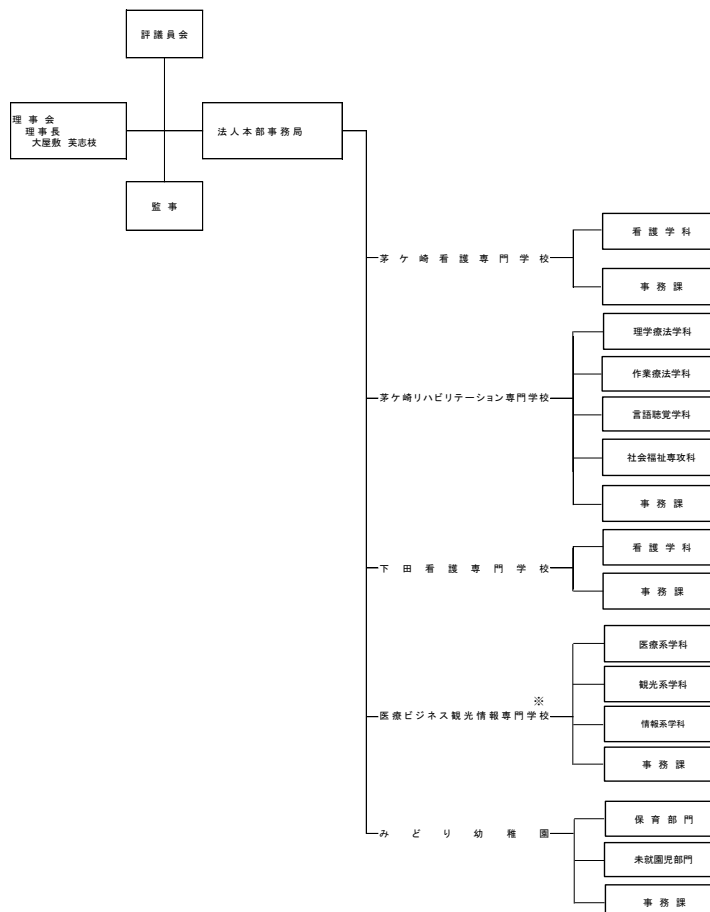 評議員会
理事会
理事長
大屋敷 芙志枝
法人本部事務局
監事
茅ケ崎看護専門学校
看護学科
事務課
茅ケ崎リハビリテーション専門学校
理学療法学科
作業療法学科
言語聴覚学科
社会福祉専攻科
事務課
下田看護専門学校
看護学科
事務課
※
医療ビジネス観光情報専門学校
医療系学科
観光系学科
情報系学科
事務課
みどり幼稚園
保育部門
未就園児部門
事務課